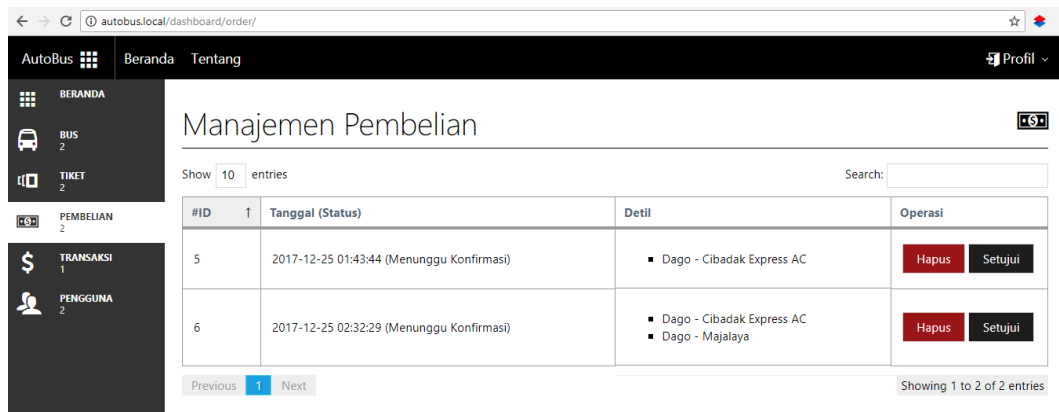 autobus.local/dashboard/order/
AutoBus Beranda Tentang Profil
BERANDA
BUS
2
TIKET
2
PEMBELIAN
2
TRANSAKSI
1
PENGGUNA
2
Manajemen Pembelian
Show 10 entries Search:
#ID ↑ Tanggal (Status) Detil Operasi
5 2017-12-25 01:43:44 (Menunggu Konfirmasi) ▪ Dago - Cibadak Express AC Hapus Setujui
6 2017-12-25 02:32:29 (Menunggu Konfirmasi) ▪ Dago - Cibadak Express AC Hapus Setujui
▪ Dago - Majalaya
Previous 1 Next Showing 1 to 2 of 2 entries